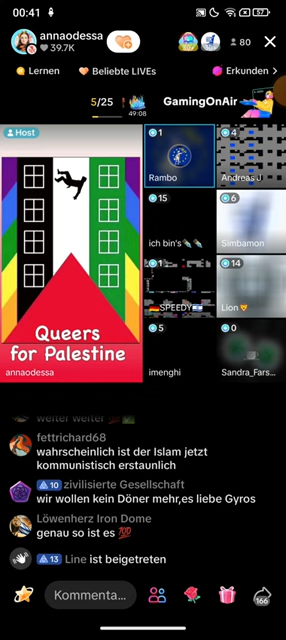 00:41
57
annaodessa
39.7K
80
Lernen
Beliebte LIVEs
Erkunden >
5/25
49:08
GamingOnAir
Host
1
Rambo
4
Andreas J
15
ich bin's
6
Simbamon
1
SPEEDY
14
Lion
5
imenghi
0
Sandra_Fars...
Queers
for Palestine
annaodessa
weiter weiter
fettrichard68
wahrscheinlich ist der Islam jetzt
kommunistisch erstaunlich
10 zivilisierte Gesellschaft
wir wollen kein Döner mehr,es liebe Gyros
Löwenherz Iron Dome
genau so ist es 💯
13 Line ist beigetreten
Kommenta...
166